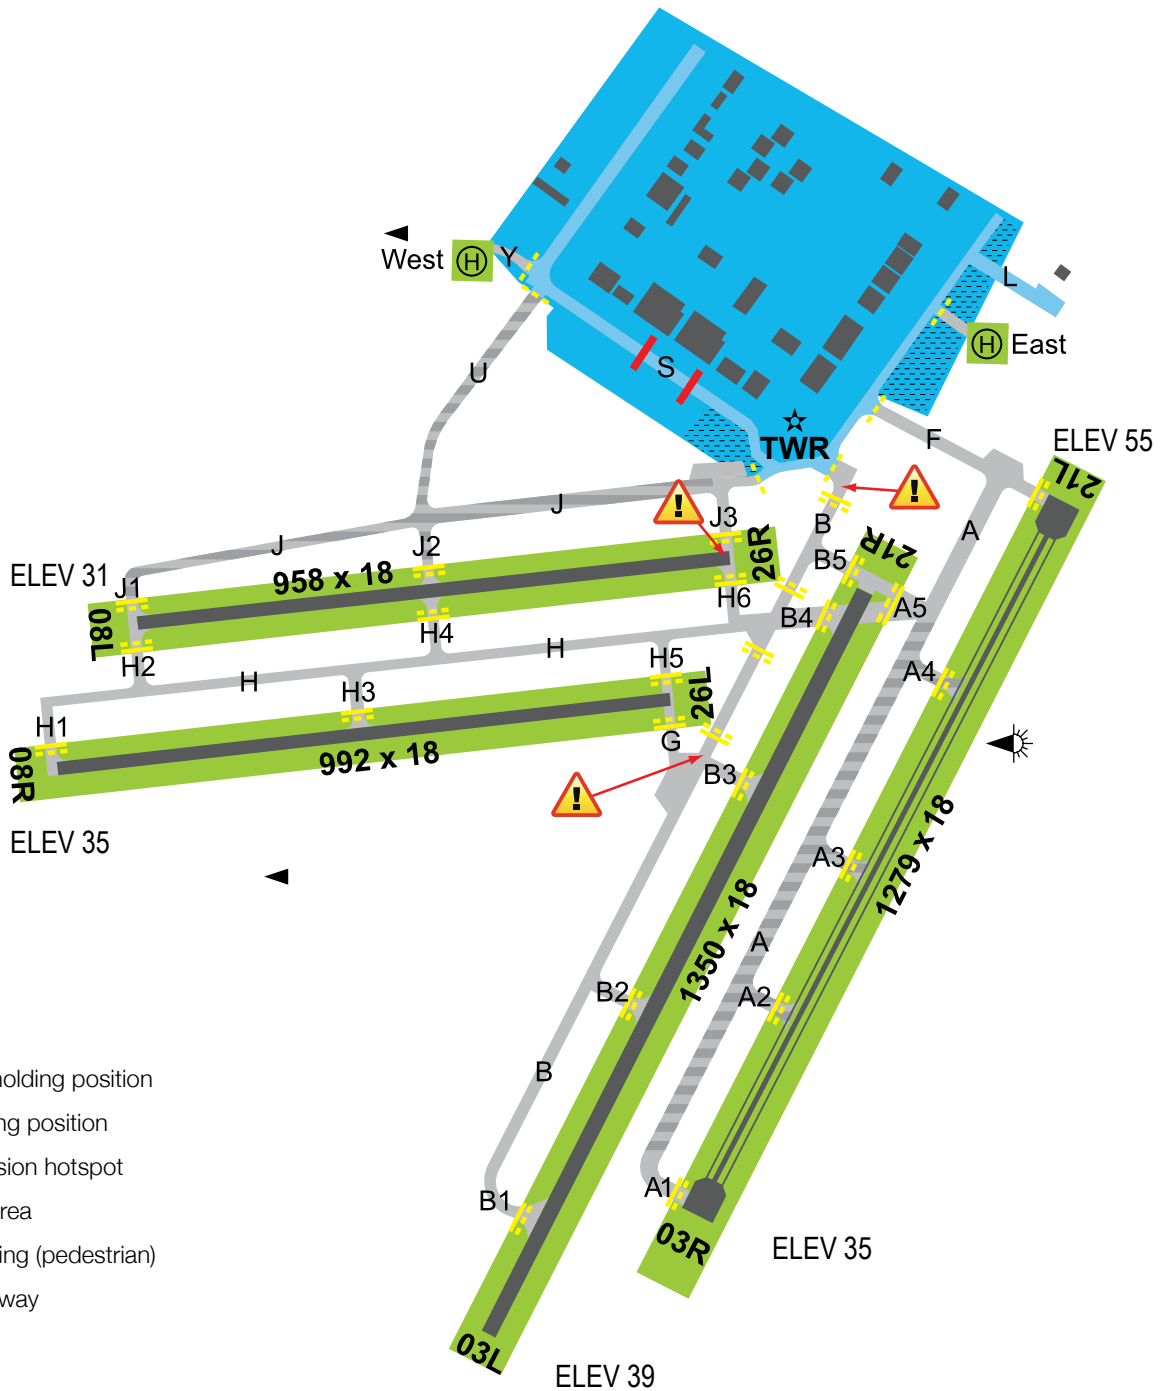 West
H
Y
L
H
East
S
U
TWR
F
ELEV 55
21L
J
J3
B
A
26R
21R
J
J2
B5
ELEV 31
J1
958 x 18
H6
B4
A5
08L
H4
H
H2
H5
A4
H
H3
26L
H1
G
992 x 18
B3
08R
ELEV 35
A3
1279 x 18
1350 x 18
A
B2
A2
B
holding position
ng position
sion hotspot
rea
ing (pedestrian)
way
B1
A1
03R
ELEV 35
03L
ELEV 39